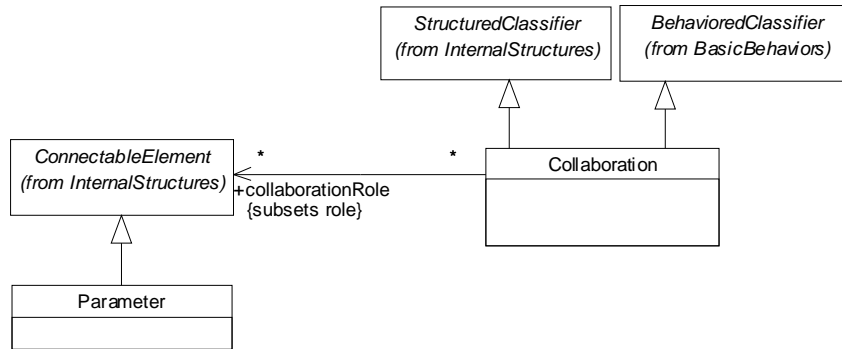 StructuredClassifier
(from InternalStructures)
BehavioredClassifier
(from BasicBehaviors)
ConnectableElement
(from InternalStructures)
*
*
+collaborationRole
{subsets role}
Collaboration
Parameter